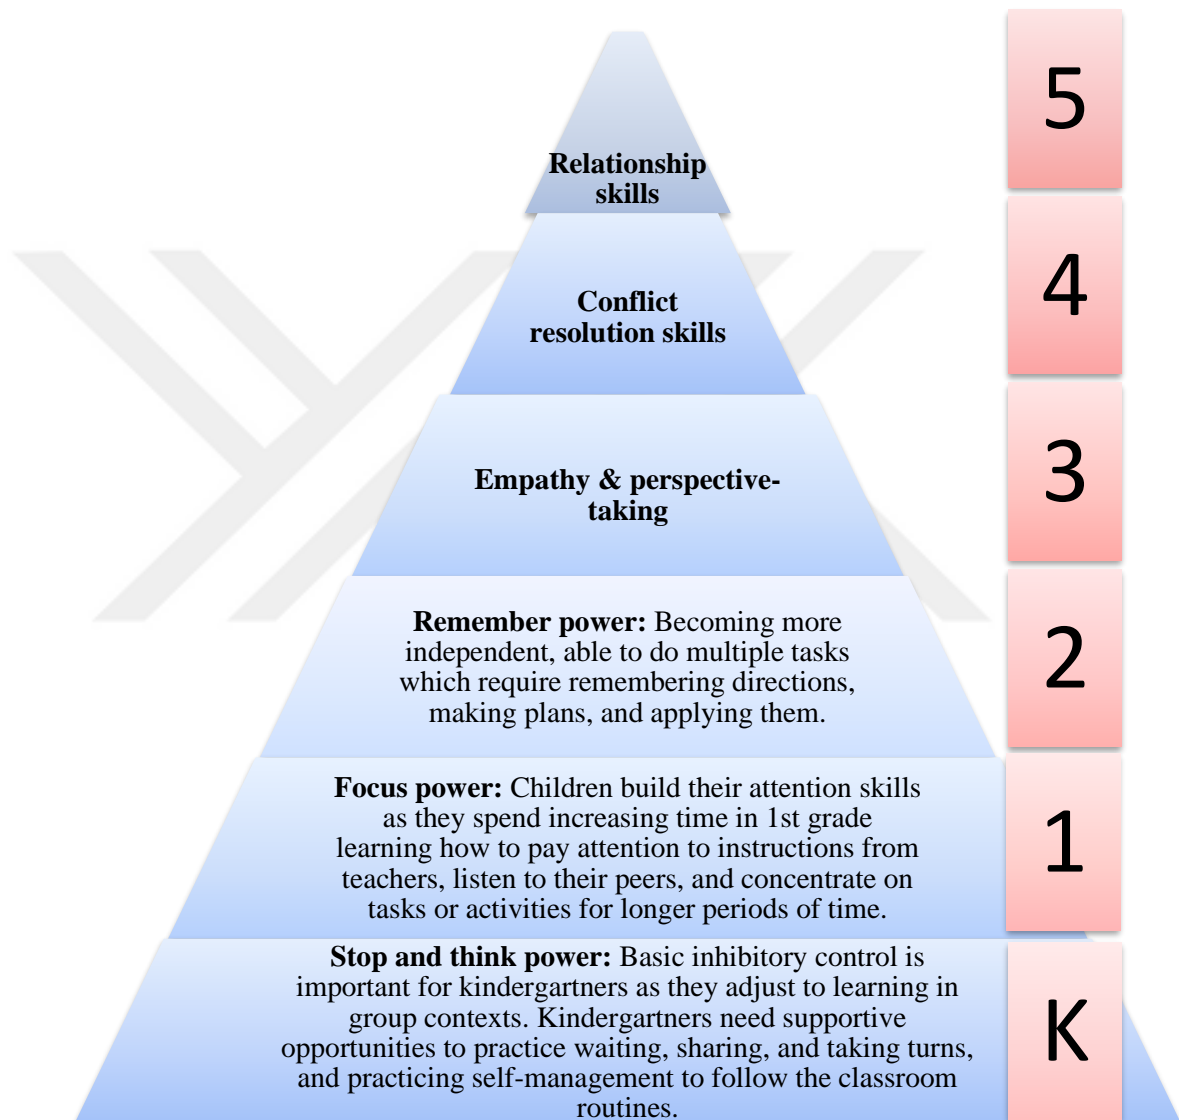 5
Relationship
skills
4
Conflict
resolution skills
3
Empathy & perspective-
taking
2
Remember power: Becoming more
independent, able to do multiple tasks
which require remembering directions,
making plans, and applying them.
1
Focus power: Children build their attention skills
as they spend increasing time in 1st grade
learning how to pay attention to instructions from
teachers, listen to their peers, and concentrate on
tasks or activities for longer periods of time.
K
Stop and think power: Basic inhibitory control is
important for kindergartners as they adjust to learning in
group contexts. Kindergartners need supportive
opportunities to practice waiting, sharing, and taking turns,
and practicing self-management to follow the classroom
routines.